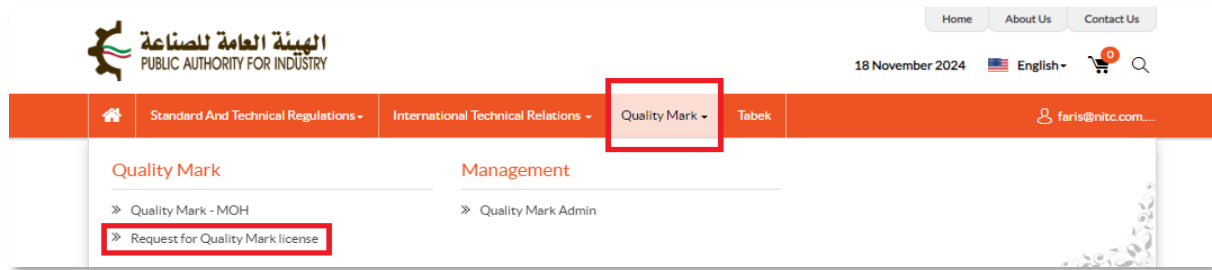 Home About Us Contact Us
الهيئة العامة للصناعة
PUBLIC AUTHORITY FOR INDUSTRY
18 November 2024 English 0
Standard And Technical Regulations International Technical Relations Quality Mark Tabek faris@nitc.com....
Quality Mark Management
Quality Mark - MOH Quality Mark Admin
Request for Quality Mark license